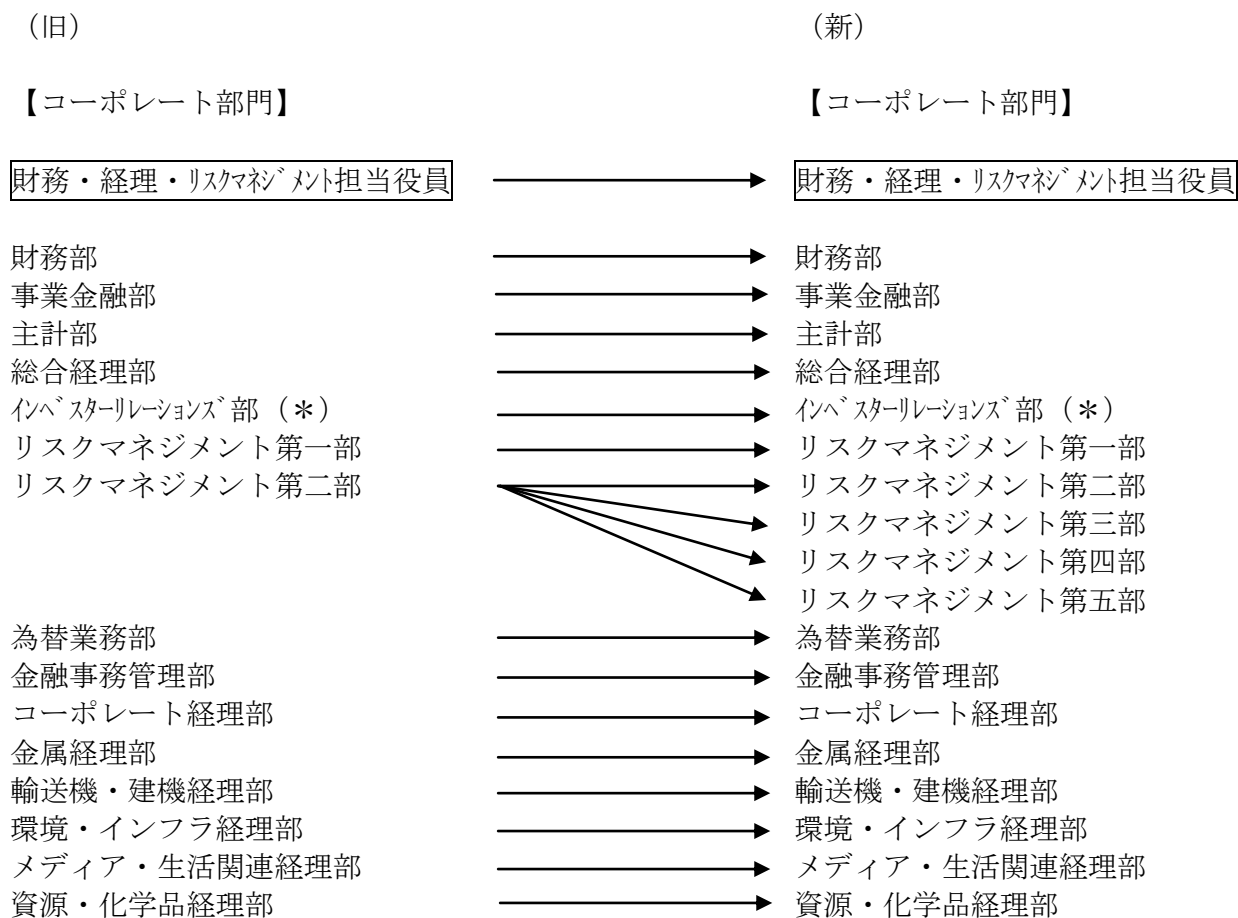 （旧） （新）
【コーポレート部門】 【コーポレート部門】
財務・経理・ﾘｽｸﾏﾈｼﾞﾒﾝﾄ担当役員 財務・経理・ﾘｽｸﾏﾈｼﾞﾒﾝﾄ担当役員
財務部 財務部
事業金融部 事業金融部
主計部 主計部
総合経理部 総合経理部
ｲﾝﾍﾞｽﾀｰﾘﾚｰｼｮﾝｽﾞ部（＊） ｲﾝﾍﾞｽﾀｰﾘﾚｰｼｮﾝｽﾞ部（＊）
リスクマネジメント第一部 リスクマネジメント第一部
リスクマネジメント第二部 リスクマネジメント第二部
リスクマネジメント第三部
リスクマネジメント第四部
リスクマネジメント第五部
為替業務部 為替業務部
金融事務管理部 金融事務管理部
コーポレート経理部 コーポレート経理部
金属経理部 金属経理部
輸送機・建機経理部 輸送機・建機経理部
環境・インフラ経理部 環境・インフラ経理部
メディア・生活関連経理部 メディア・生活関連経理部
資源・化学品経理部 資源・化学品経理部